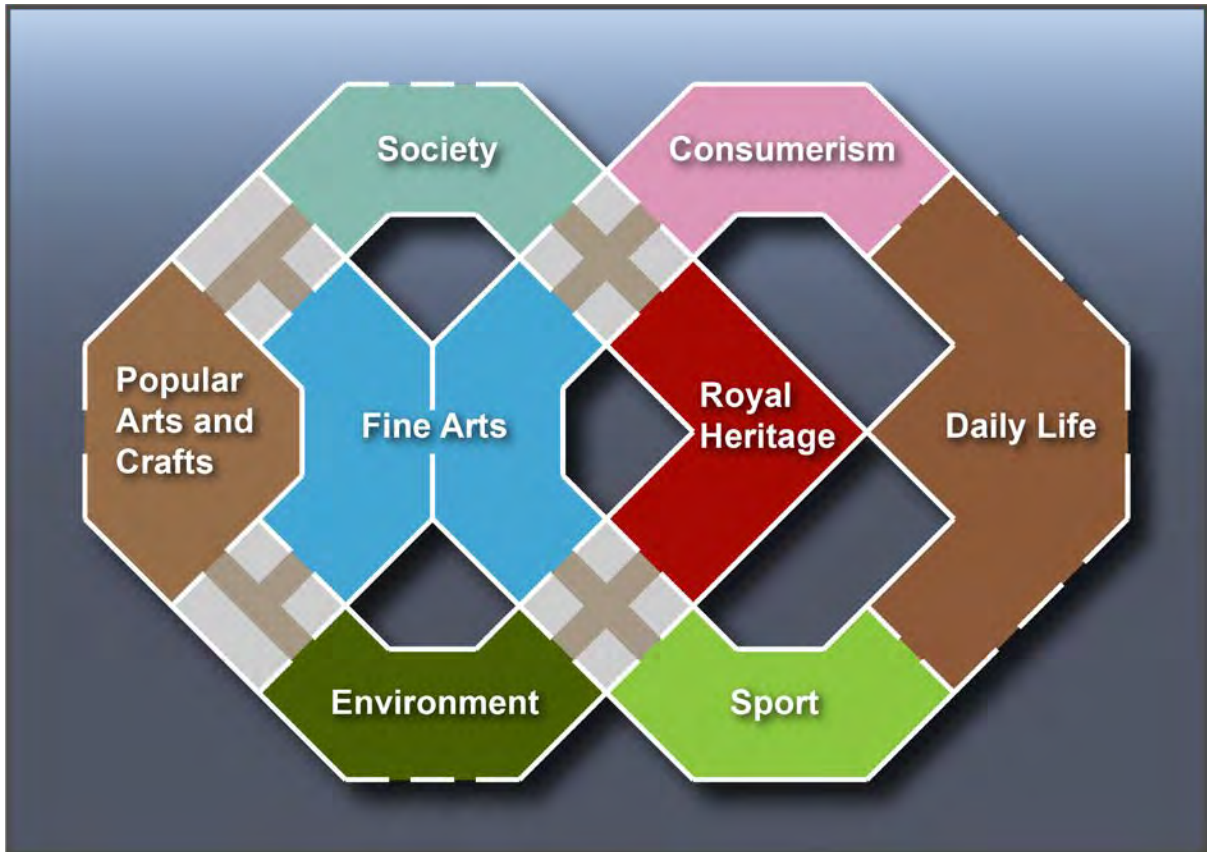 Society
Consumerism
Popular
Arts and
Crafts
Fine Arts
Royal
Heritage
Daily Life
Environment
Sport